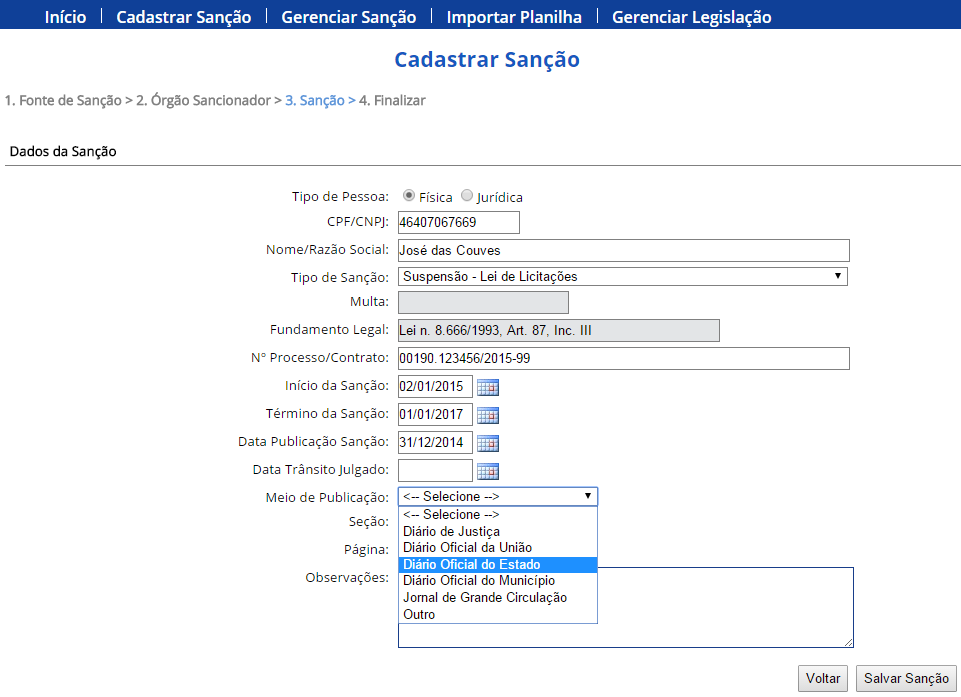 Início | Cadastrar Sanção | Gerenciar Sanção | Importar Planilha | Gerenciar Legislação
Cadastrar Sanção
1. Fonte de Sanção > 2. Órgão Sancionador > 3. Sanção > 4. Finalizar
Dados da Sanção
Tipo de Pessoa: Física Jurídica
CPF/CNPJ: 46407067669
Nome/Razão Social: José das Couves
Tipo de Sanção: Suspensão - Lei de Licitações
Multa:
Fundamento Legal: Lei n. 8.666/1993, Art. 87, Inc. III
Nº Processo/Contrato: 00190.123456/2015-99
Início da Sanção: 02/01/2015
Término da Sanção: 01/01/2017
Data Publicação Sanção: 31/12/2014
Data Trânsito Julgado:
Meio de Publicação: <-- Selecione -->
<-- Selecione -->
Seção:
Diário de Justiça
Diário Oficial da União
Página:
Diário Oficial do Estado
Observações:
Diário Oficial do Município
Jornal de Grande Circulação
Outro
Voltar Salvar Sanção